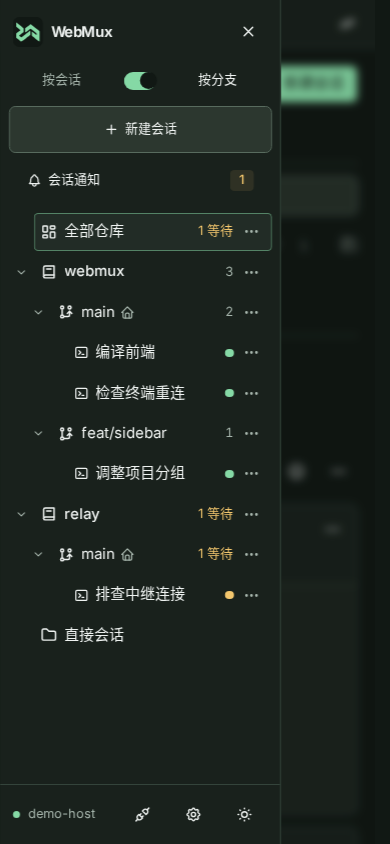 WebMux
按会话
按分支
新建会话
会话通知 1
全部仓库 1 等待
webmux 3
main 2
编译前端
检查终端重连
feat/sidebar 1
调整项目分组
relay 1 等待
main 1 等待
排查中继连接
直接会话
demo-host